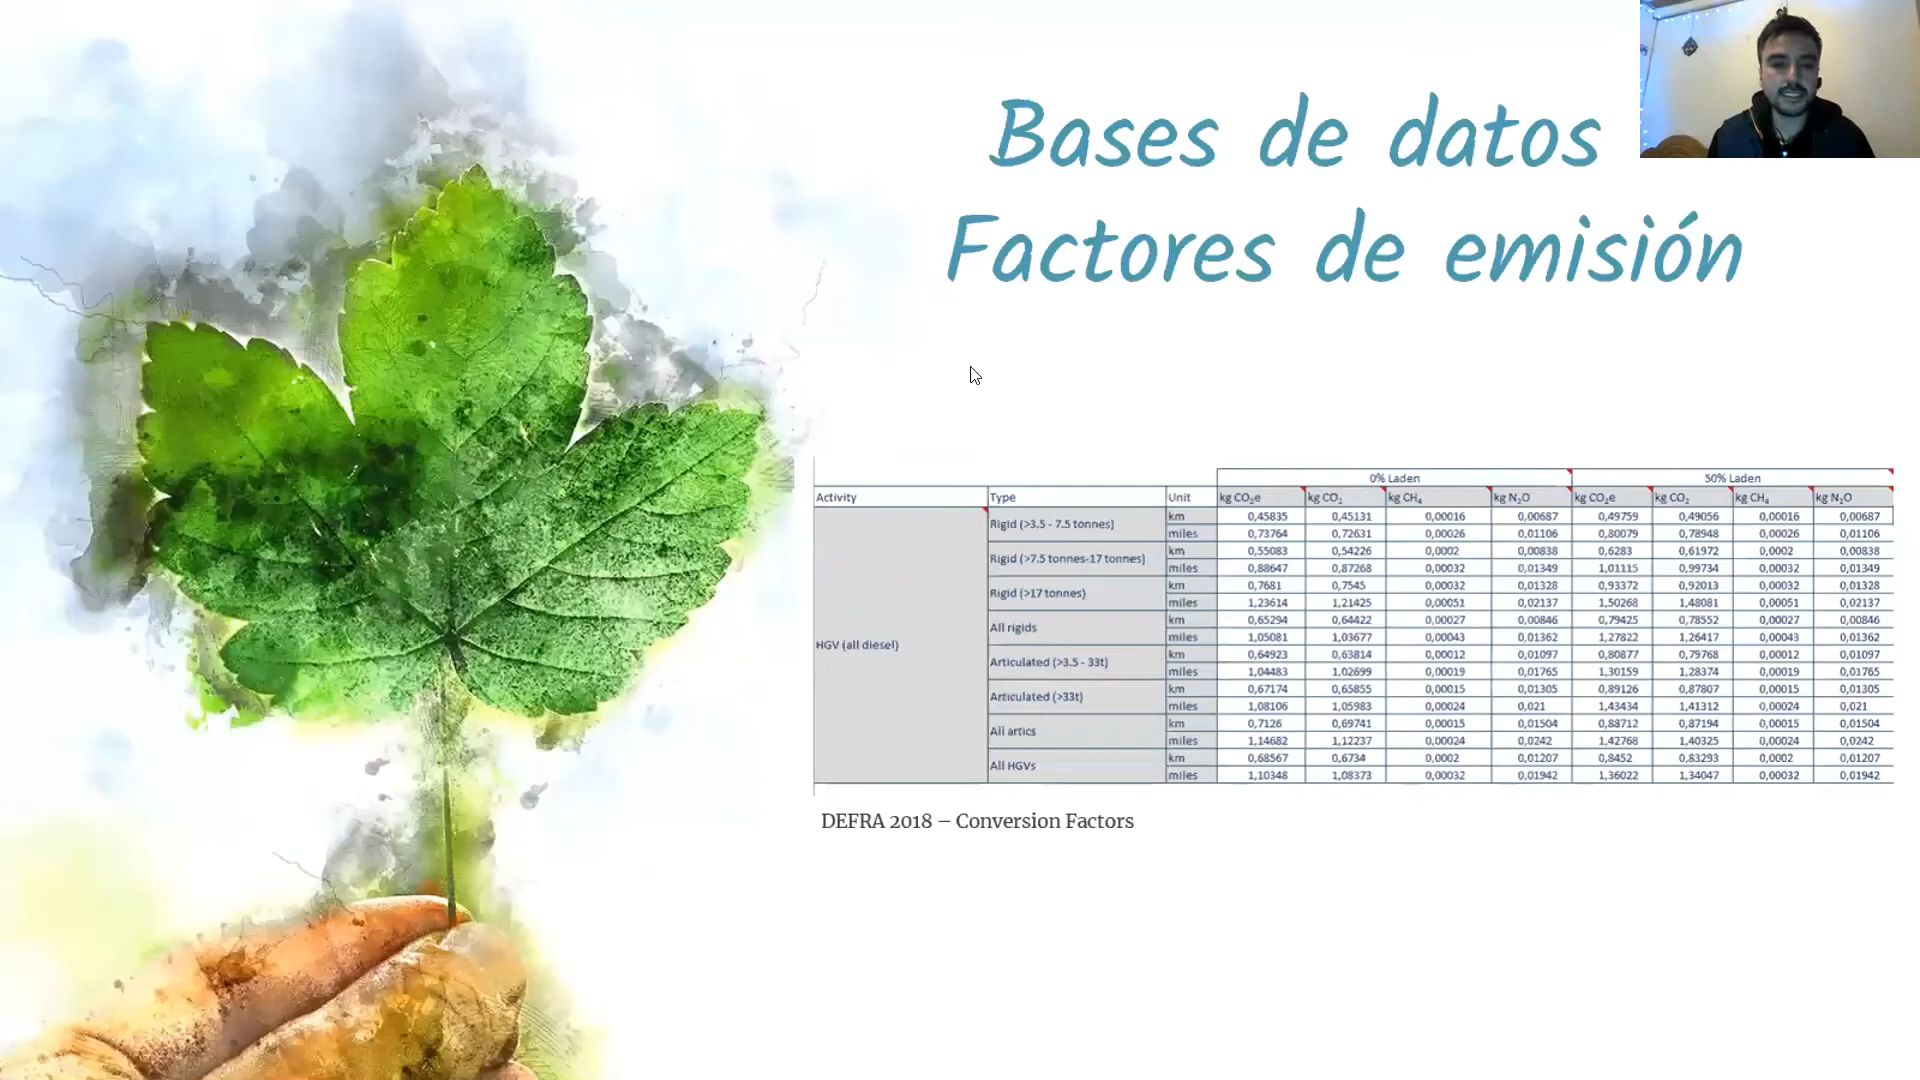 Bases de datos
Factores de emisión
0% Laden 50% Laden
Activity Type Unit kg CO₂e kg CO₂ kg CH₄ kg N₂O kg CO₂e kg CO₂ kg CH₄ kg N₂O
HGV (all diesel)
Rigid (>3.5 - 7.5 tonnes)
km 0,45835 0,45131 0,00016 0,00687 0,49759 0,49056 0,00016 0,00687
miles 0,73764 0,72631 0,00026 0,01106 0,80079 0,78948 0,00026 0,01106
Rigid (>7.5 tonnes-17 tonnes)
km 0,55083 0,54226 0,0002 0,00838 0,6283 0,61972 0,0002 0,00838
miles 0,88647 0,87268 0,00032 0,01349 1,01115 0,99734 0,00032 0,01349
Rigid (>17 tonnes)
km 0,7681 0,7545 0,00032 0,01328 0,93372 0,92013 0,00032 0,01328
miles 1,23614 1,21425 0,00051 0,02137 1,50268 1,48081 0,00051 0,02137
All rigids
km 0,65294 0,64422 0,00027 0,00846 0,79425 0,78552 0,00027 0,00846
miles 1,05081 1,03677 0,00043 0,01362 1,27822 1,26417 0,00043 0,01362
Articulated (>3.5 - 33t)
km 0,64923 0,63814 0,00012 0,01097 0,80877 0,79768 0,00012 0,01097
miles 1,04483 1,02699 0,00019 0,01765 1,30159 1,28374 0,00019 0,01765
Articulated (>33t)
km 0,67174 0,65855 0,00015 0,01305 0,89126 0,87807 0,00015 0,01305
miles 1,08106 1,05983 0,00024 0,021 1,43434 1,41312 0,00024 0,021
All artics
km 0,7126 0,69741 0,00015 0,01504 0,88712 0,87194 0,00015 0,01504
miles 1,14682 1,12237 0,00024 0,0242 1,42768 1,40325 0,00024 0,0242
All HGVs
km 0,68567 0,6734 0,0002 0,01207 0,8452 0,83293 0,0002 0,01207
miles 1,10348 1,08373 0,00032 0,01942 1,36022 1,34047 0,00032 0,01942
DEFRA 2018 – Conversion Factors